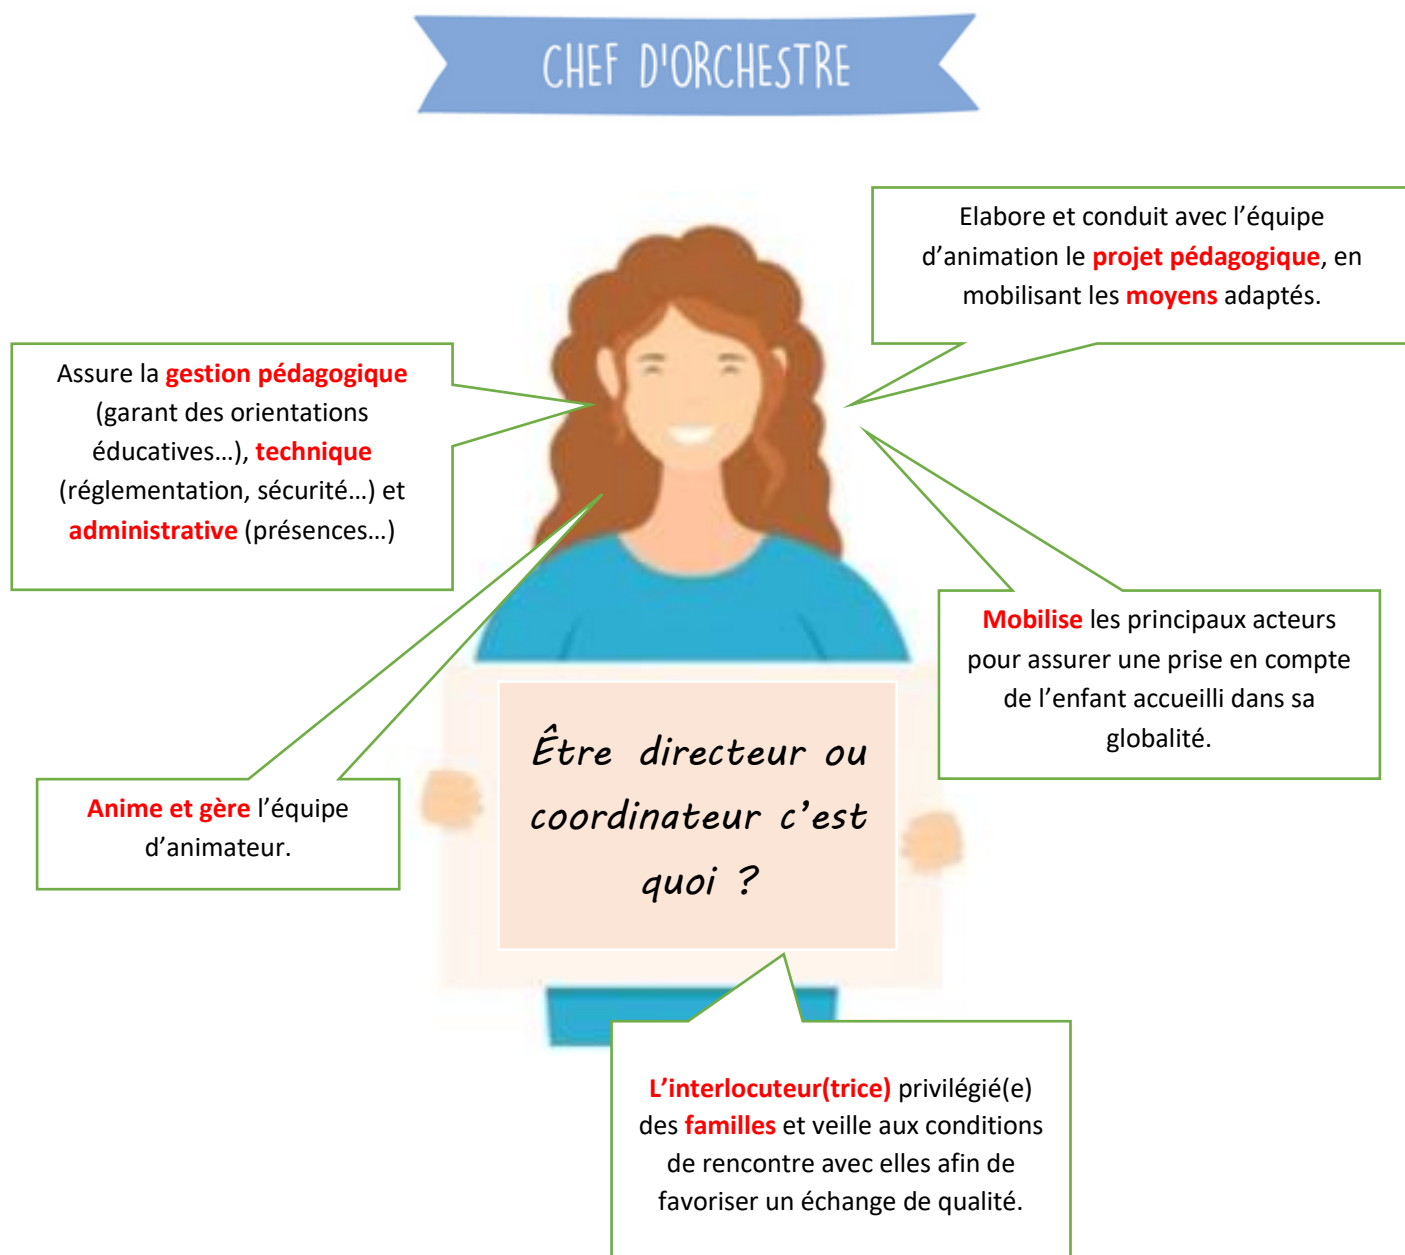 CHEF D'ORCHESTRE
Elabore et conduit avec l’équipe
d’animation le projet pédagogique, en
mobilisant les moyens adaptés.
Assure la gestion pédagogique
(garant des orientations
éducatives…), technique
(réglementation, sécurité…) et
administrative (présences…)
Mobilise les principaux acteurs
pour assurer une prise en compte
de l’enfant accueilli dans sa
globalité.
Être directeur ou
coordinateur c’est
quoi ?
Anime et gère l’équipe
d’animateur.
L’interlocuteur(trice) privilégié(e)
des familles et veille aux conditions
de rencontre avec elles afin de
favoriser un échange de qualité.